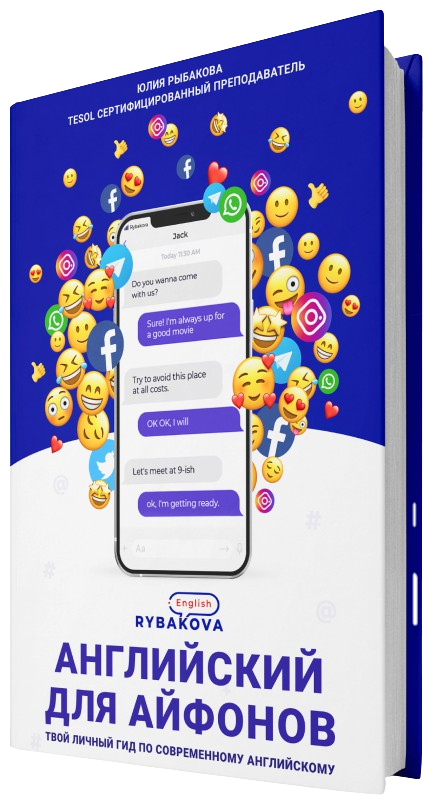 ЮЛИЯ РЫБАКОВА
TESOL СЕРТИФИЦИРОВАННЫЙ ПРЕПОДАВАТЕЛЬ
Rybakova
Jack
Today 11:30 AM
Do you wanna come
with us?
Sure! I'm always up for
a good movie
Try to avoid this place
at all costs.
OK OK, I will
Let's meet at 9-ish
ok, I'm getting ready.
Aa
English
RYBAKOVA
АНГЛИЙСКИЙ
ДЛЯ АЙФОНОВ
ТВОЙ ЛИЧНЫЙ ГИД ПО СОВРЕМЕННОМУ АНГЛИЙСКОМУ